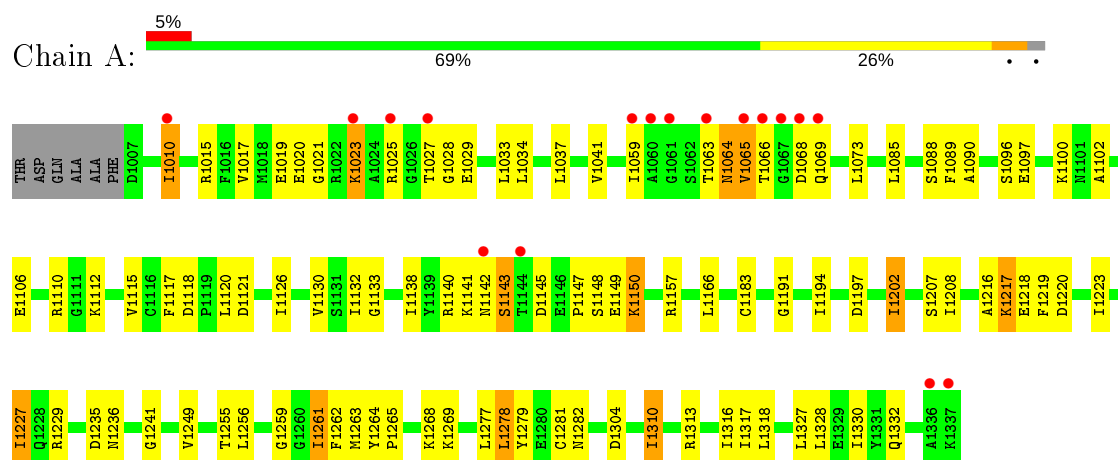 5%
Chain A:
69% 26% • •
THR ASP GLN ALA ALA PHE D1007 I1010 R1015 F1016 V1017 M1018 E1019 E1020 G1021 R1022 K1023 A1024 R1025 G1026 T1027 G1028 E1029 L1033 L1034 L1037 V1041 I1059 A1060 G1061 S1062 T1063 N1064 V1065 T1066 G1067 D1068 Q1069 L1073 L1085 S1088 F1089 A1090 S1096 E1097 K1100 N1101 A1102
E1106 R1110 G1111 K1112 V1115 C1116 F1117 D1118 P1119 L1120 D1121 I1126 V1130 S1131 I1132 G1133 I1138 Y1139 R1140 K1141 N1142 S1143 T1144 D1145 E1146 P1147 S1148 E1149 K1150 R1157 L1166 C1183 G1191 I1194 D1197 I1202 S1207 I1208 A1216 K1217 E1218 F1219 D1220 I1223
I1227 Q1228 R1229 D1235 N1236 G1241 V1249 T1255 L1256 G1259 G1260 I1261 F1262 M1263 Y1264 P1265 K1268 K1269 L1277 L1278 Y1279 E1280 C1281 N1282 D1304 I1310 R1313 I1316 I1317 L1318 L1327 L1328 E1329 T1330 Y1331 Q1332 A1336 K1337